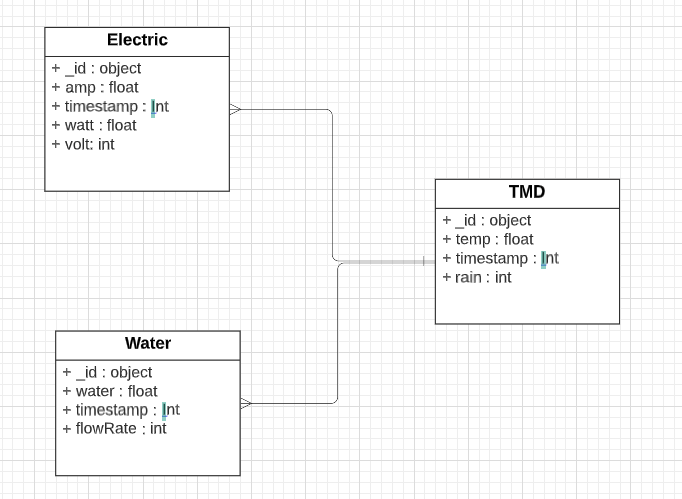 Electric
+ _id : object
+ amp : float
+ timestamp : Int
+ watt : float
+ volt: int
TMD
+ _id : object
+ temp : float
+ timestamp : Int
+ rain : int
Water
+ _id : object
+ water : float
+ timestamp : Int
+ flowRate : int